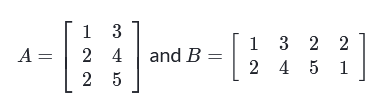 A = [ 1 3 ; 2 4 ; 2 5 ] and B = [ 1 3 2 2 ; 2 4 5 1 ]